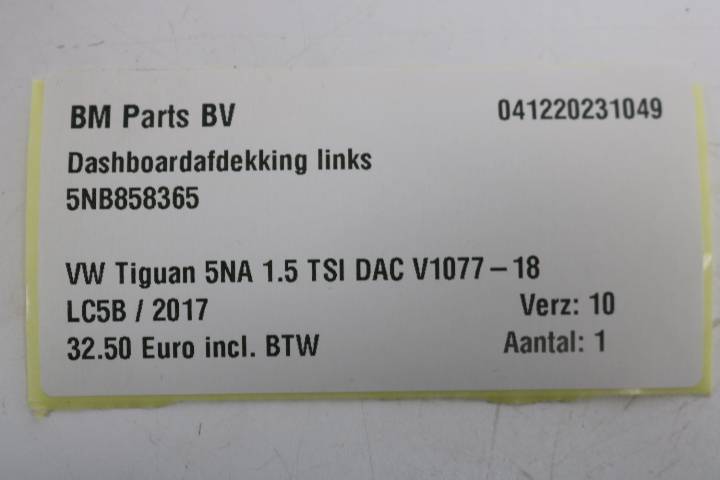 BM Parts BV 041220231049
Dashboardafdekking links
5NB858365
VW Tiguan 5NA 1.5 TSI DAC V1077-18
LC5B / 2017 Verz: 10
32.50 Euro incl. BTW Aantal: 1